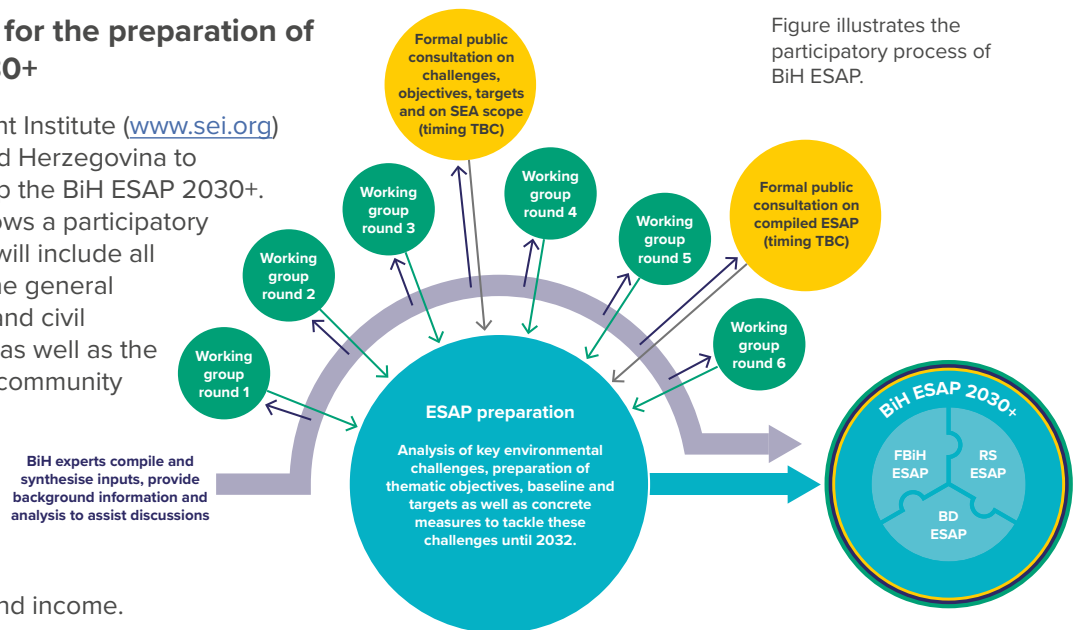 for the preparation of
30+
nt Institute (www.sei.org)
d Herzegovina to
p the BiH ESAP 2030+.
ows a participatory
will include all
ne general
and civil
as well as the
community
nd income.
Figure illustrates the
participatory process of
BiH ESAP.
Formal public
consultation on
challenges,
objectives, targets
and on SEA scope
(timing TBC)
Working
group
round 1
Working
group
round 2
Working
group
round 3
Working
group
round 4
Working
group
round 5
Formal public
consultation on
compiled ESAP
(timing TBC)
Working
group
round 6
BiH experts compile and
synthesise inputs, provide
background information and
analysis to assist discussions
ESAP preparation
Analysis of key environmental
challenges, preparation of
thematic objectives, baseline and
targets as well as concrete
measures to tackle these
challenges until 2032.
BiH ESAP 2030+
FBiH
ESAP
RS
ESAP
BD
ESAP